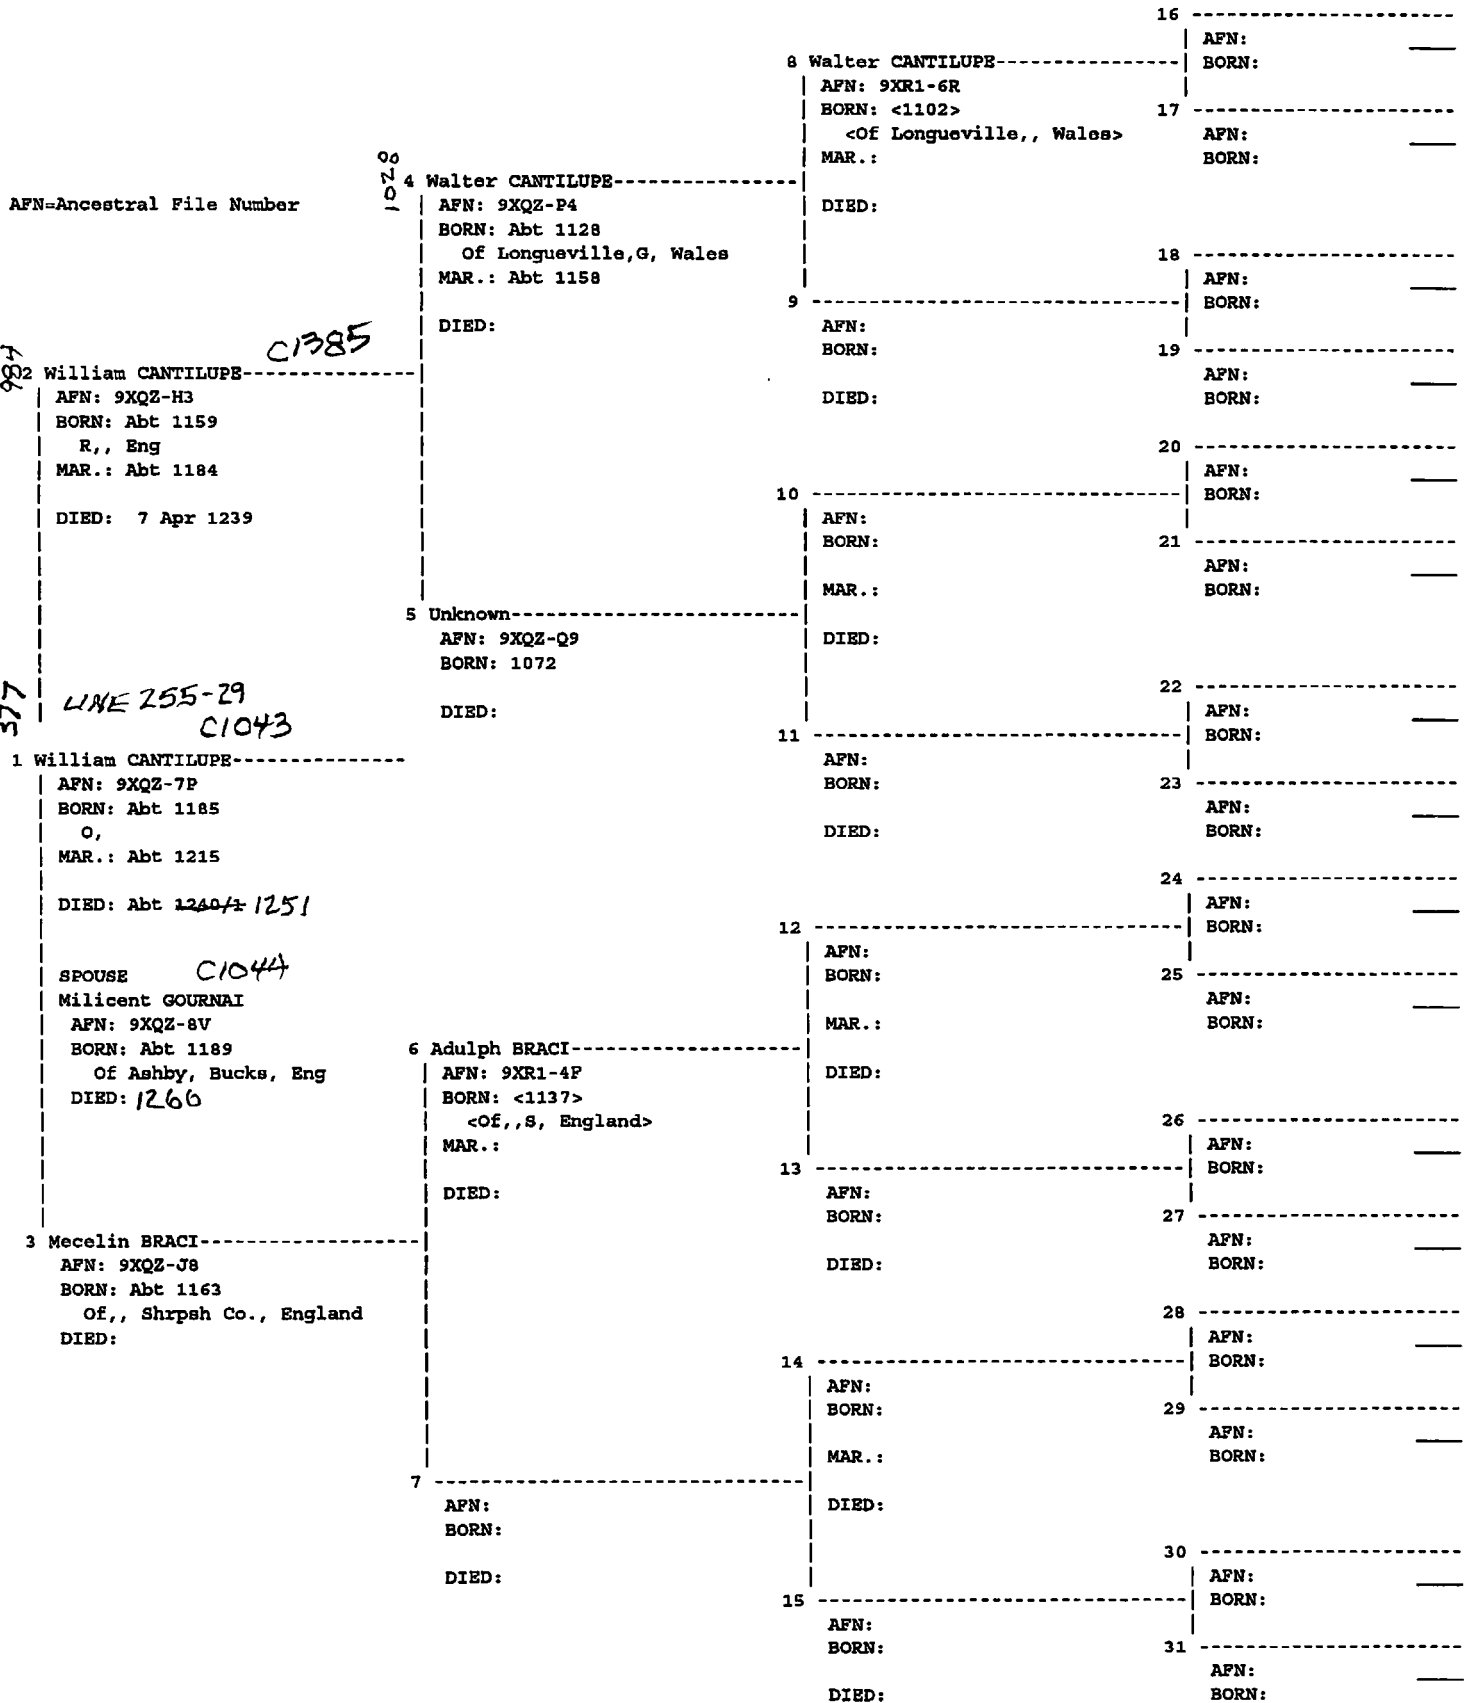 AFN=Ancestral File Number
377
LINE 255-29
C1043
1 William CANTILUPE--------------
AFN: 9XQZ-7P
BORN: Abt 1185
O,
MAR.: Abt 1215
DIED: Abt 1240/1 1251
SPOUSE C1044
Milicent GOURNAI
AFN: 9XQZ-8V
BORN: Abt 1189
Of Ashby, Bucks, Eng
DIED: 1266
984
C1385
2 William CANTILUPE--------------
AFN: 9XQZ-H3
BORN: Abt 1159
R,, Eng
MAR.: Abt 1184
DIED: 7 Apr 1239
3 Mecelin BRACI------------------
AFN: 9XQZ-J8
BORN: Abt 1163
Of,, Shrpsh Co., England
DIED:
1028
4 Walter CANTILUPE---------------
AFN: 9XQZ-P4
BORN: Abt 1128
Of Longueville,G, Wales
MAR.: Abt 1158
DIED:
5 Unknown------------------------
AFN: 9XQZ-Q9
BORN: 1072
DIED:
6 Adulph BRACI-------------------
AFN: 9XR1-4P
BORN: <1137>
<Of,,S, England>
MAR.:
DIED:
7 -------------------------------
AFN:
BORN:
DIED:
8 Walter CANTILUPE---------------
AFN: 9XR1-6R
BORN: <1102>
<Of Longueville,, Wales>
MAR.:
DIED:
9 -------------------------------
AFN:
BORN:
DIED:
10 -------------------------------
AFN:
BORN:
MAR.:
DIED:
11 -------------------------------
AFN:
BORN:
DIED:
12 -------------------------------
AFN:
BORN:
MAR.:
DIED:
13 -------------------------------
AFN:
BORN:
DIED:
14 -------------------------------
AFN:
BORN:
MAR.:
DIED:
15 -------------------------------
AFN:
BORN:
DIED:
16 ----------------------
AFN:
BORN:
17 ----------------------
AFN:
BORN:
18 ----------------------
AFN:
BORN:
19 ----------------------
AFN:
BORN:
20 ----------------------
AFN:
BORN:
21 ----------------------
AFN:
BORN:
22 ----------------------
AFN:
BORN:
23 ----------------------
AFN:
BORN:
24 ----------------------
AFN:
BORN:
25 ----------------------
AFN:
BORN:
26 ----------------------
AFN:
BORN:
27 ----------------------
AFN:
BORN:
28 ----------------------
AFN:
BORN:
29 ----------------------
AFN:
BORN:
30 ----------------------
AFN:
BORN:
31 ----------------------
AFN:
BORN: